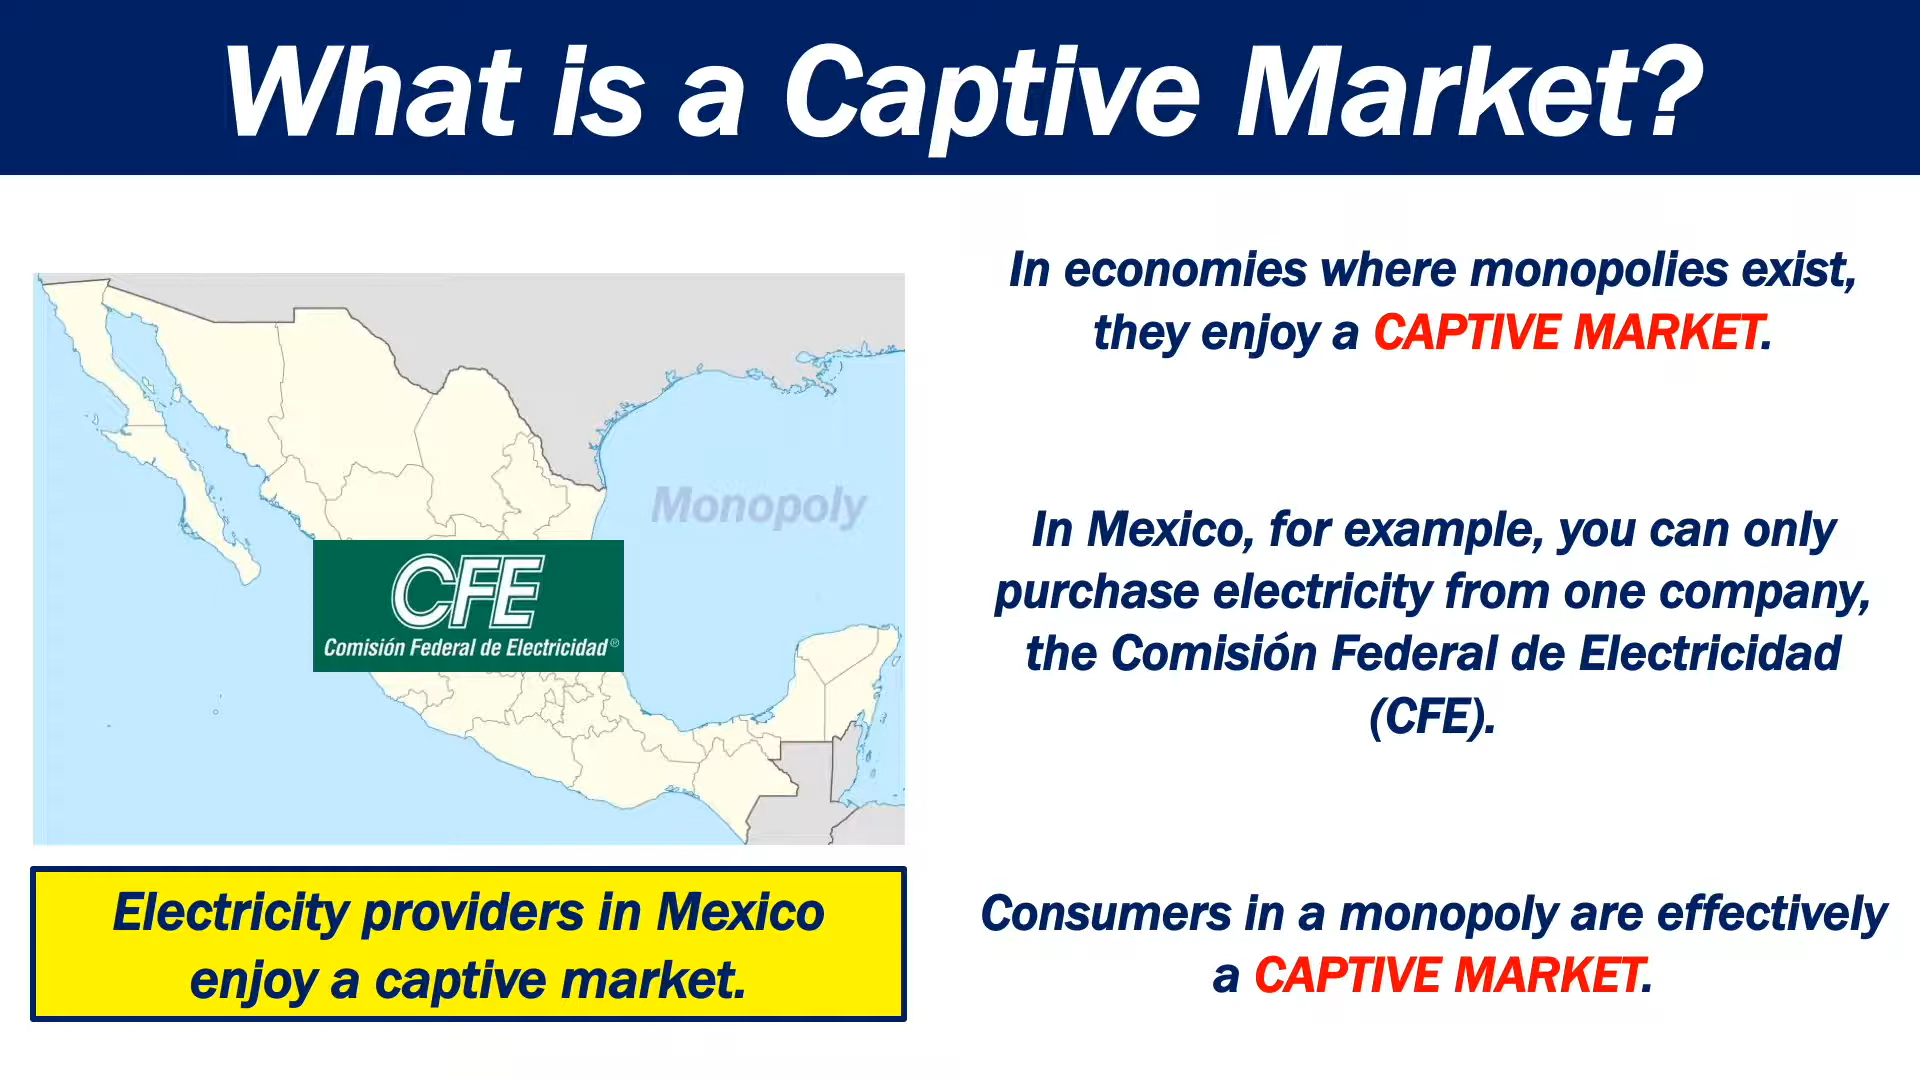 What is a Captive Market?
In economies where monopolies exist,
they enjoy a CAPTIVE MARKET.
Monopoly
CFE
Comisión Federal de Electricidad®
In Mexico, for example, you can only
purchase electricity from one company,
the Comisión Federal de Electricidad
(CFE).
Electricity providers in Mexico
enjoy a captive market.
Consumers in a monopoly are effectively
a CAPTIVE MARKET.